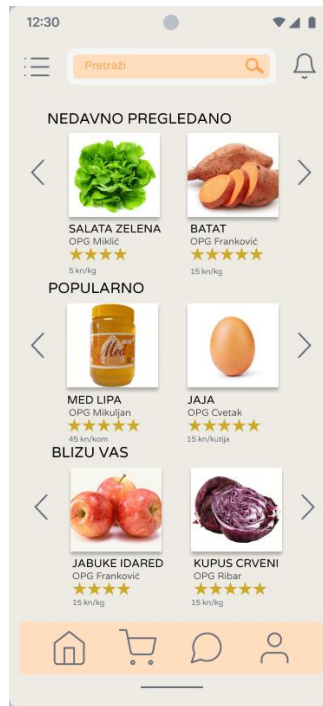 12:30
Pretraži
NEDAVNO PREGLEDANO
SALATA ZELENA
OPG Miklić
5 kn/kg
BATAT
OPG Franković
15 kn/kg
POPULARNO
Med
MED LIPA
OPG Mikuljan
45 kn/kom
JAJA
OPG Cvetak
15 kn/kutija
BLIZU VAS
JABUKE IDARED
OPG Franković
15 kn/kg
KUPUS CRVENI
OPG Ribar
15 kn/kg